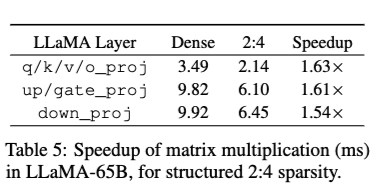 LLaMA Layer Dense 2:4 Speedup
q/k/v/o_proj 3.49 2.14 1.63×
up/gate_proj 9.82 6.10 1.61×
down_proj 9.92 6.45 1.54×
Table 5: Speedup of matrix multiplication (ms)
in LLaMA-65B, for structured 2:4 sparsity.